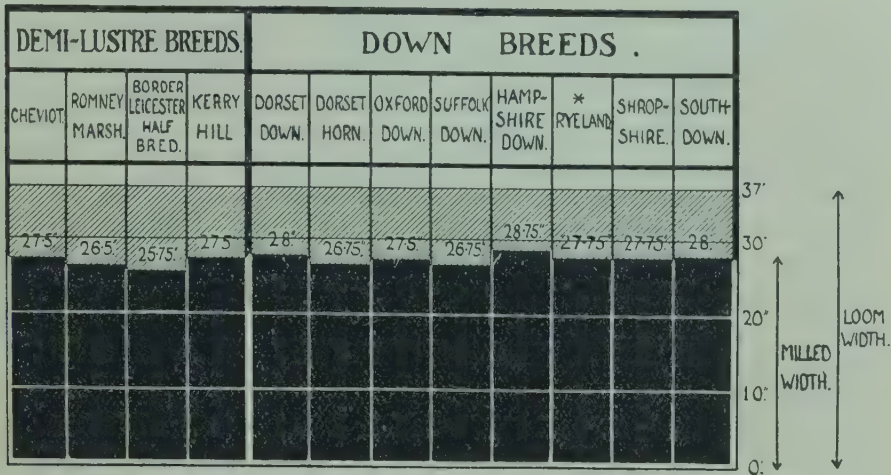 DEMI-LUSTRE BREEDS.
DOWN BREEDS.
CHEVIOT.
ROMNEY
MARSH.
BORDER
LEICESTER
HALF
BRED.
KERRY
HILL
DORSET
DOWN.
DORSET
HORN.
OXFORD
DOWN.
SUFFOLK
DOWN.
HAMP-
SHIRE
DOWN.
*
RYELAND
SHROP-
SHIRE.
SOUTH-
DOWN.
27·5"
26·5"
25·75"
27·5"
28"
26·75"
27·5"
26·75"
28·75"
27·75"
27·75"
28"
37"
30"
20"
10"
0"
MILLED
WIDTH.
LOOM
WIDTH.